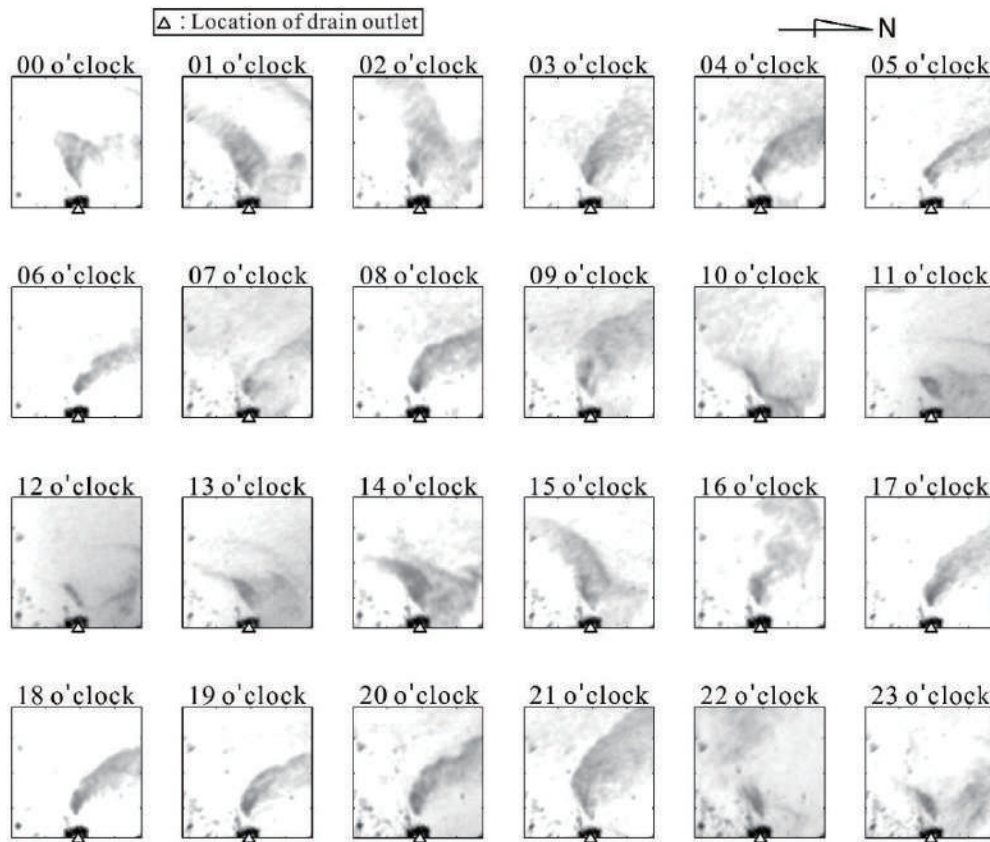 △ : Location of drain outlet
N
00 o'clock 01 o'clock 02 o'clock 03 o'clock 04 o'clock 05 o'clock
06 o'clock 07 o'clock 08 o'clock 09 o'clock 10 o'clock 11 o'clock
12 o'clock 13 o'clock 14 o'clock 15 o'clock 16 o'clock 17 o'clock
18 o'clock 19 o'clock 20 o'clock 21 o'clock 22 o'clock 23 o'clock